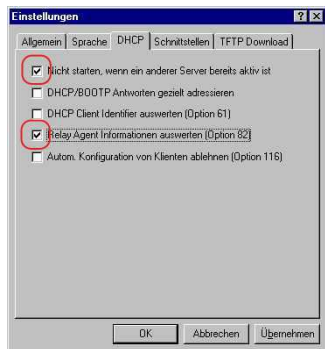 Einstellungen
Allgemein Sprache DHCP Schnittstellen TFTP Download
Nicht starten, wenn ein anderer Server bereits aktiv ist
DHCP/BOOTP Antworten gezielt adressieren
DHCP Client Identifier auswerten (Option 61)
Relay Agent Informationen auswerten (Option 82)
Autom. Konfiguration von Klienten ablehnen (Option 116)
OK Abbrechen Übernehmen